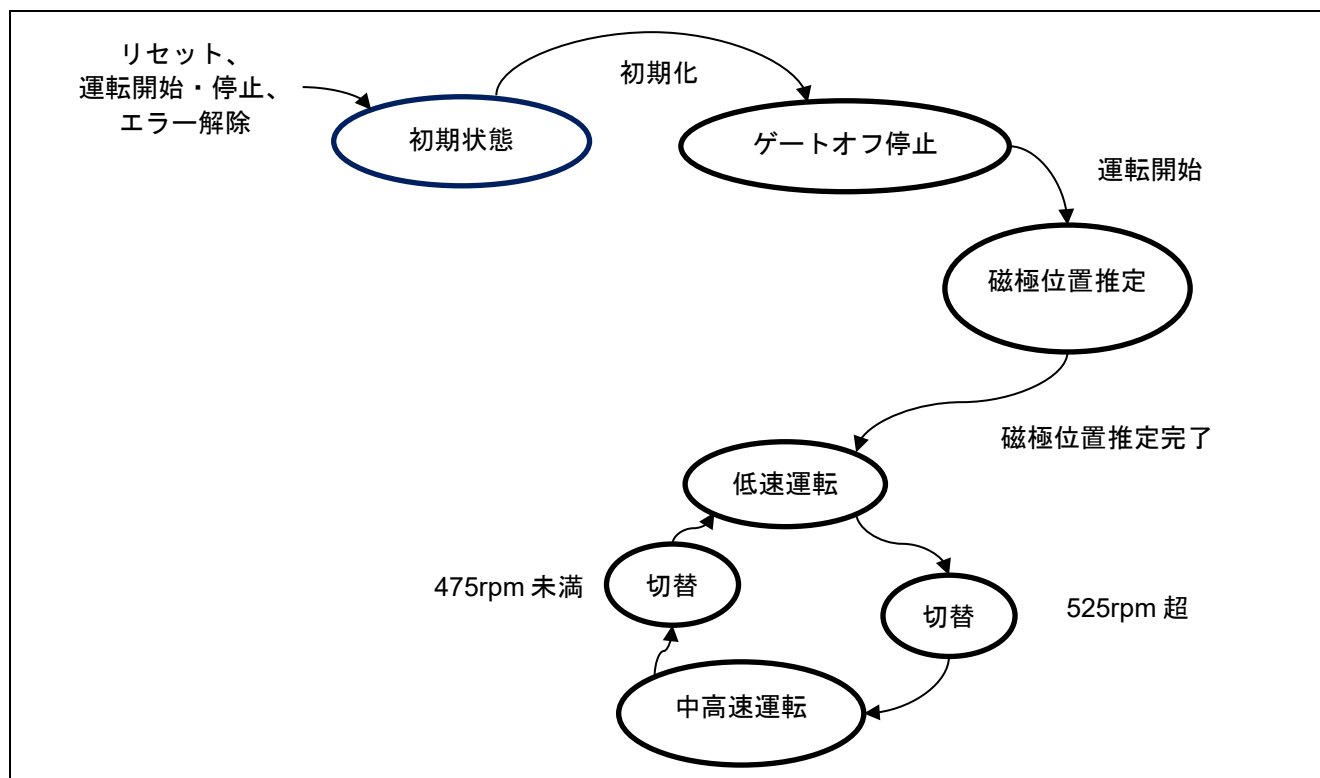 リセット、
運転開始・停止、
エラー解除
初期化
初期状態
ゲートオフ停止
運転開始
磁極位置推定
磁極位置推定完了
低速運転
475rpm 未満
切替
切替
525rpm 超
中高速運転